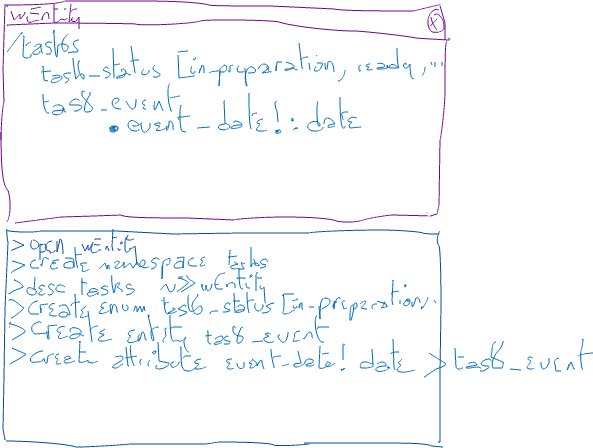 wEntity (x)
/tasks
task_status [in-preparation, ready, ...
task_event
• event_date! : date
> open wEntity
> create namespace tasks
> desc tasks >> wEntity
> create enum task_status [in-preparation, .
> create entity task_event
> create attribute event-date! date > task_event